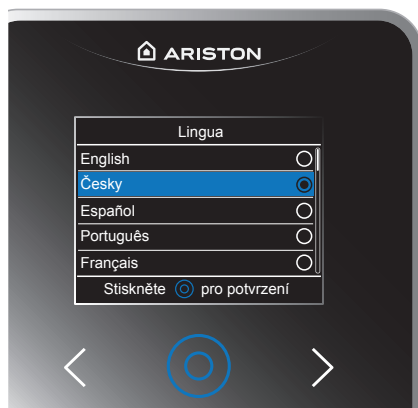 ARISTON
Lingua
English
Česky
Español
Português
Français
Stiskněte pro potvrzení